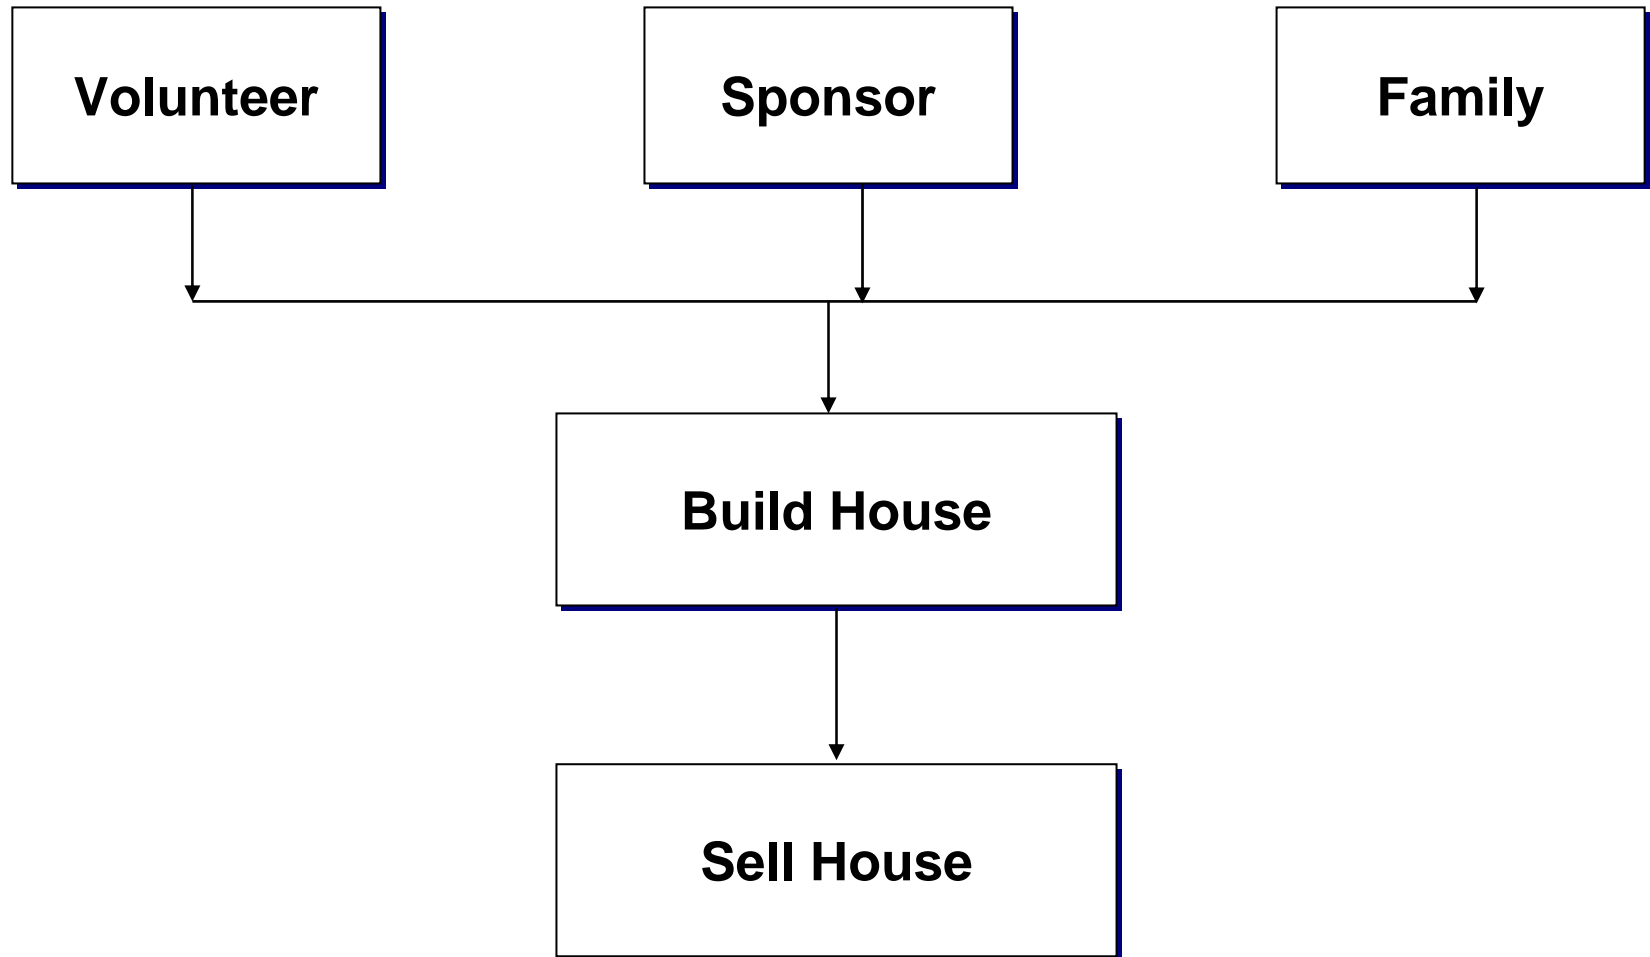 Volunteer
Sponsor
Family
Build House
Sell House